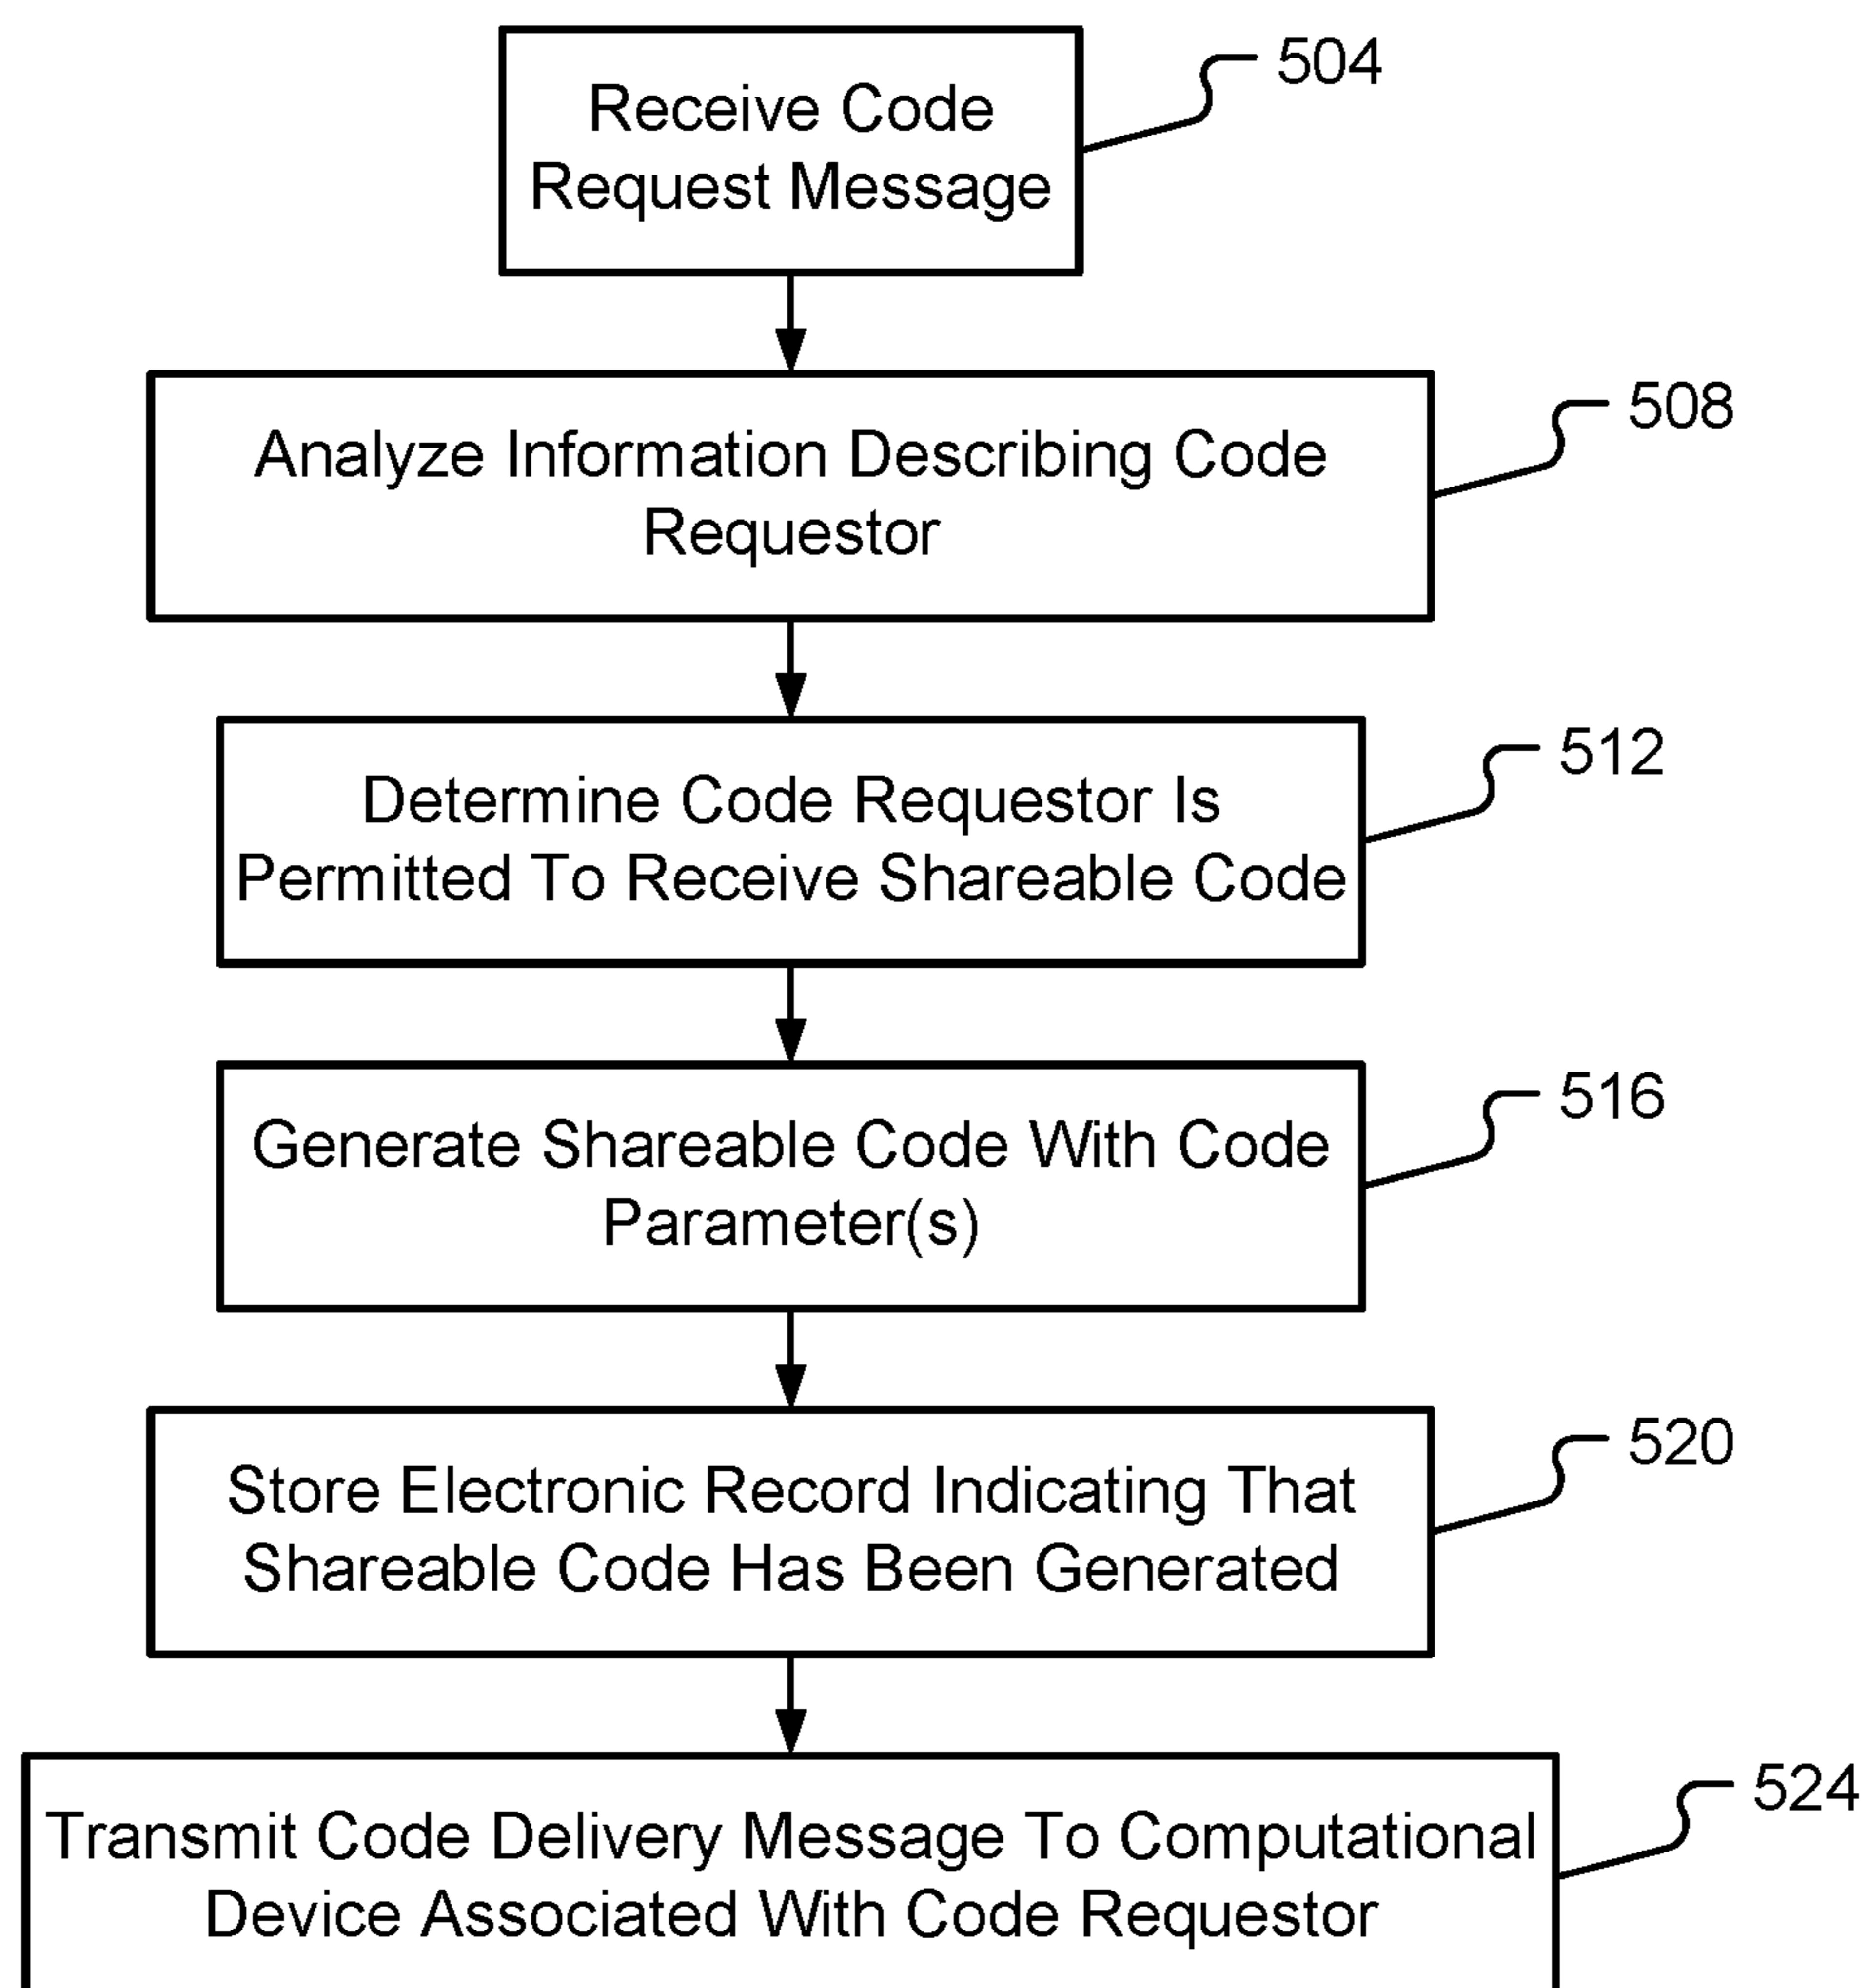 Receive Code
Request Message
504
Analyze Information Describing Code
Requestor
508
Determine Code Requestor Is
Permitted To Receive Shareable Code
512
Generate Shareable Code With Code
Parameter(s)
516
Store Electronic Record Indicating That
Shareable Code Has Been Generated
520
Transmit Code Delivery Message To Computational
Device Associated With Code Requestor
524